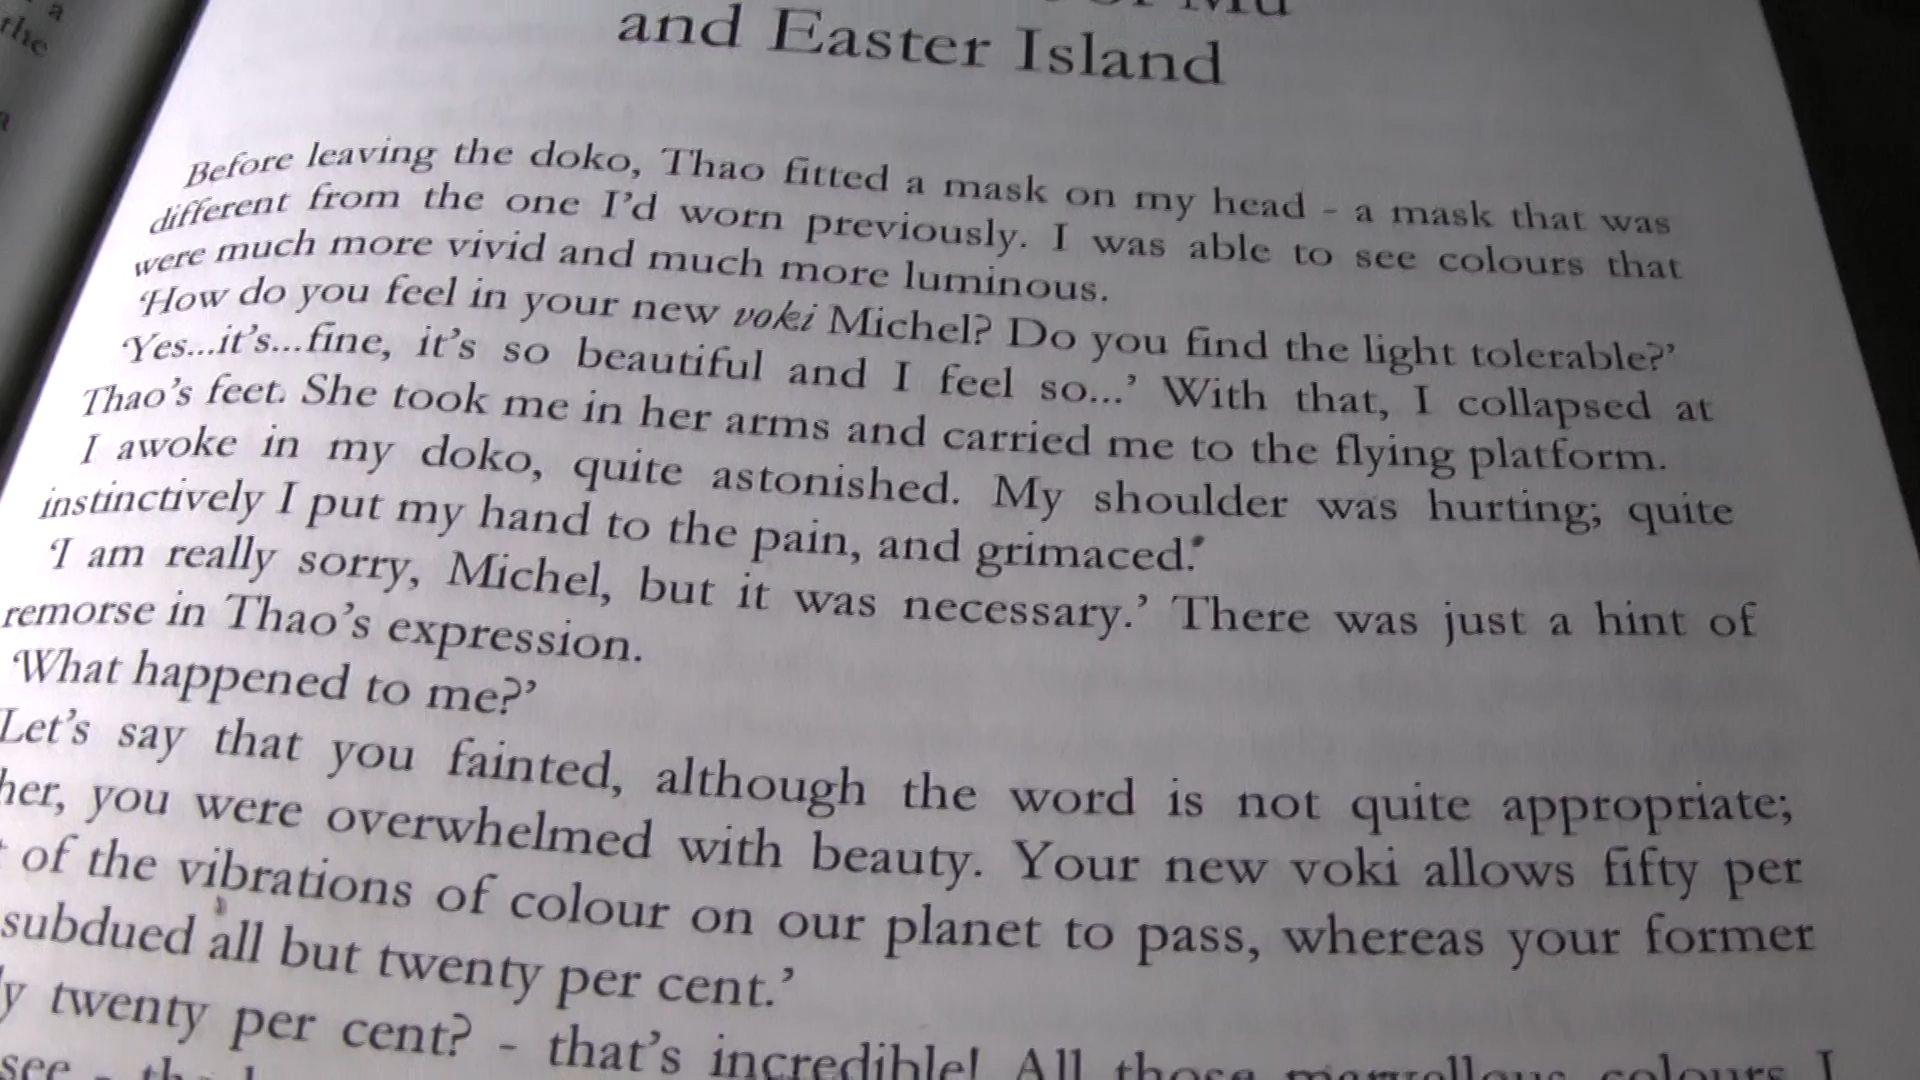 a
the
a
Mu
and Easter Island
Before leaving the doko, Thao fitted a mask on my head - a mask that was
different from the one I'd worn previously. I was able to see colours that
were much more vivid and much more luminous.
'How do you feel in your new voki Michel? Do you find the light tolerable?'
'Yes...it's...fine, it's so beautiful and I feel so...' With that, I collapsed at
Thao's feet. She took me in her arms and carried me to the flying platform.
I awoke in my doko, quite astonished. My shoulder was hurting; quite
instinctively I put my hand to the pain, and grimaced.
'I am really sorry, Michel, but it was necessary.' There was just a hint of
remorse in Thao's expression.
'What happened to me?'
Let's say that you fainted, although the word is not quite appropriate;
her, you were overwhelmed with beauty. Your new voki allows fifty per
of the vibrations of colour on our planet to pass, whereas your former
subdued all but twenty per cent.'
y twenty per cent? - that's incredible! All those marvellous colours I
see -